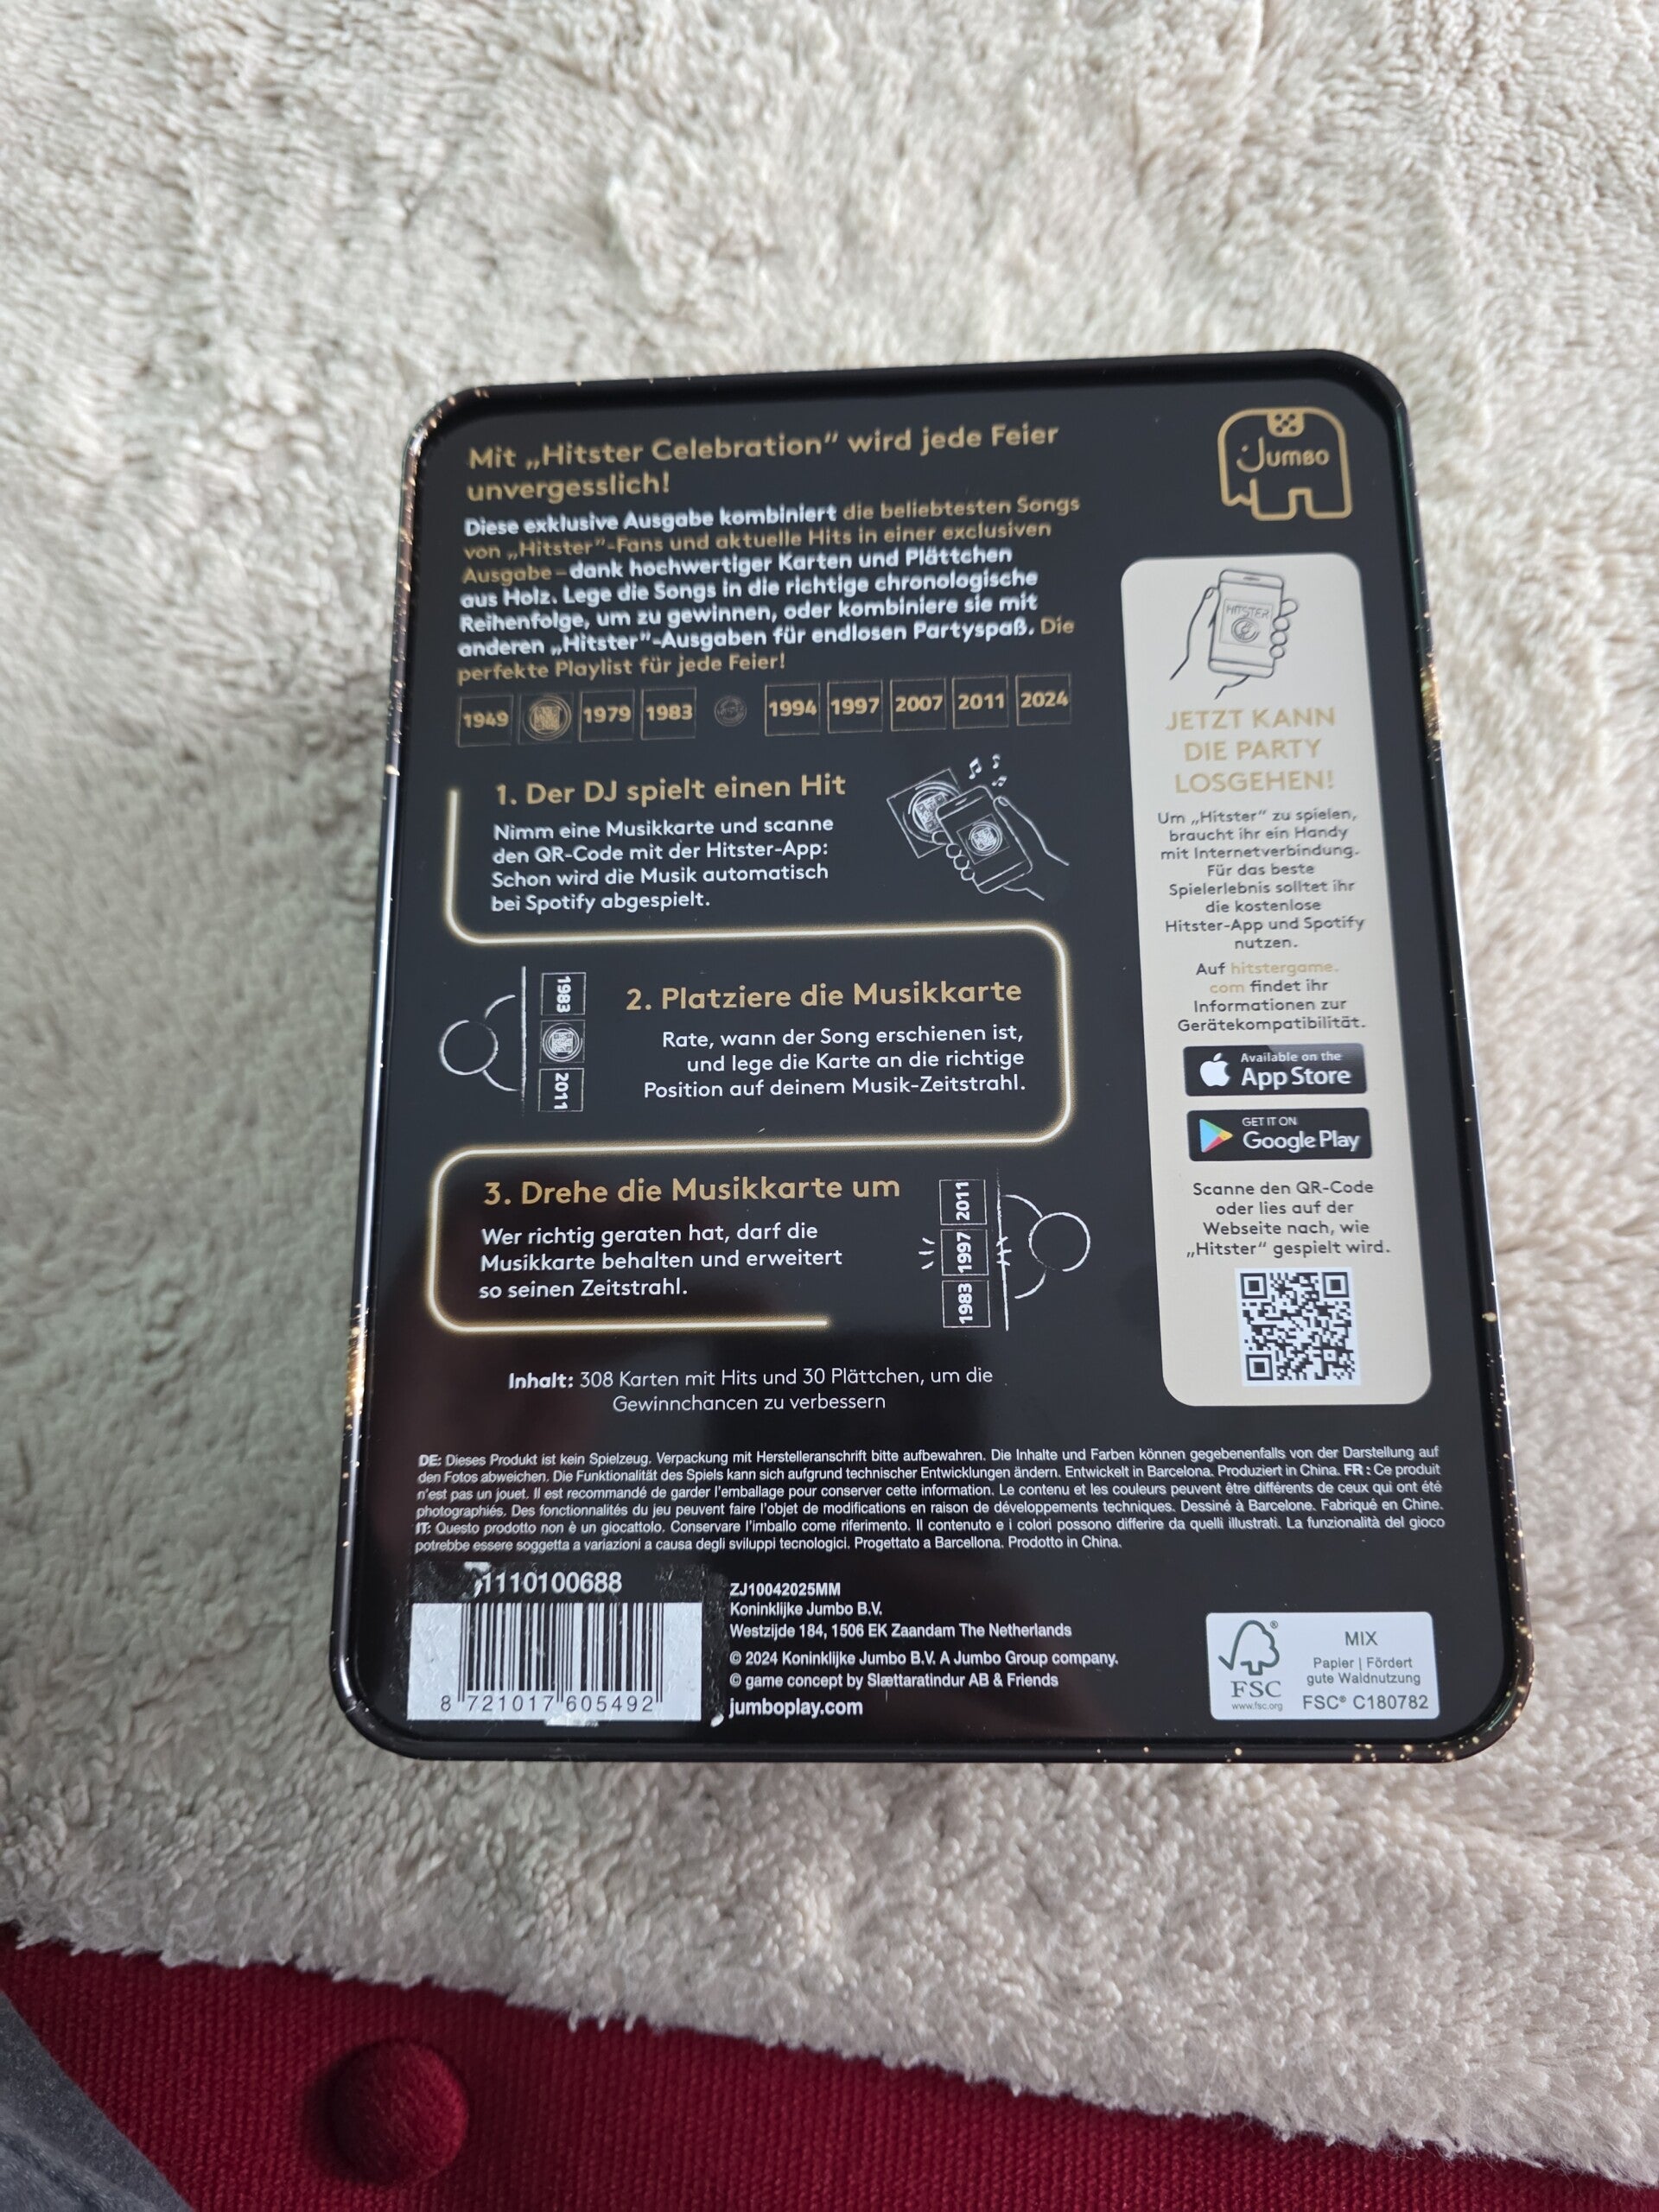 Mit „Hitster Celebration“ wird jede Feier
unvergesslich!
Diese exklusive Ausgabe kombiniert die beliebtesten Songs
von „Hitster“-Fans und aktuelle Hits in einer exclusiven
Ausgabe – dank hochwertiger Karten und Plättchen
aus Holz. Lege die Songs in die richtige chronologische
Reihenfolge, um zu gewinnen, oder kombiniere sie mit
anderen „Hitster“-Ausgaben für endlosen Partyspaß. Die
perfekte Playlist für jede Feier!
1949 1979 1983 1994 1997 2007 2011 2024
1. Der DJ spielt einen Hit
Nimm eine Musikkarte und scanne
den QR-Code mit der Hitster-App:
Schon wird die Musik automatisch
bei Spotify abgespielt.
1983
2011
2. Platziere die Musikkarte
Rate, wann der Song erschienen ist,
und lege die Karte an die richtige
Position auf deinem Musik-Zeitstrahl.
3. Drehe die Musikkarte um
Wer richtig geraten hat, darf die
Musikkarte behalten und erweitert
so seinen Zeitstrahl.
2011
1997
1983
Inhalt: 308 Karten mit Hits und 30 Plättchen, um die
Gewinnchancen zu verbessern
Jumbo
HITSTER
JETZT KANN
DIE PARTY
LOSGEHEN!
Um „Hitster“ zu spielen,
braucht ihr ein Handy
mit Internetverbindung.
Für das beste
Spielerlebnis solltet ihr
die kostenlose
Hitster-App und Spotify
nutzen.
Auf hitstergame.
com findet ihr
Informationen zur
Gerätekompatibilität.
Available on the
App Store
GET IT ON
Google Play
Scanne den QR-Code
oder lies auf der
Webseite nach, wie
„Hitster“ gespielt wird.
DE: Dieses Produkt ist kein Spielzeug. Verpackung mit Herstelleranschrift bitte aufbewahren. Die Inhalte und Farben können gegebenenfalls von der Darstellung auf
den Fotos abweichen. Die Funktionalität des Spiels kann sich aufgrund technischer Entwicklungen ändern. Entwickelt in Barcelona. Produziert in China. FR : Ce produit
n'est pas un jouet. Il est recommandé de garder l'emballage pour conserver cette information. Le contenu et les couleurs peuvent être différents de ceux qui ont été
photographiés. Des fonctionnalités du jeu peuvent faire l'objet de modifications en raison de développements techniques. Dessiné à Barcelone. Fabriqué en Chine.
IT: Questo prodotto non è un giocattolo. Conservare l'imballo come riferimento. Il contenuto e i colori possono differire da quelli illustrati. La funzionalità del gioco
potrebbe essere soggetta a variazioni a causa degli sviluppi tecnologici. Progettato a Barcellona. Prodotto in China.
1110100688
8 721017 605492
ZJ10042025MM
Koninklijke Jumbo B.V.
Westzijde 184, 1506 EK Zaandam The Netherlands
© 2024 Koninklijke Jumbo B.V. A Jumbo Group company.
© game concept by Slættaratindur AB & Friends
jumboplay.com
FSC
www.fsc.org
MIX
Papier | Fördert
gute Waldnutzung
FSC® C180782